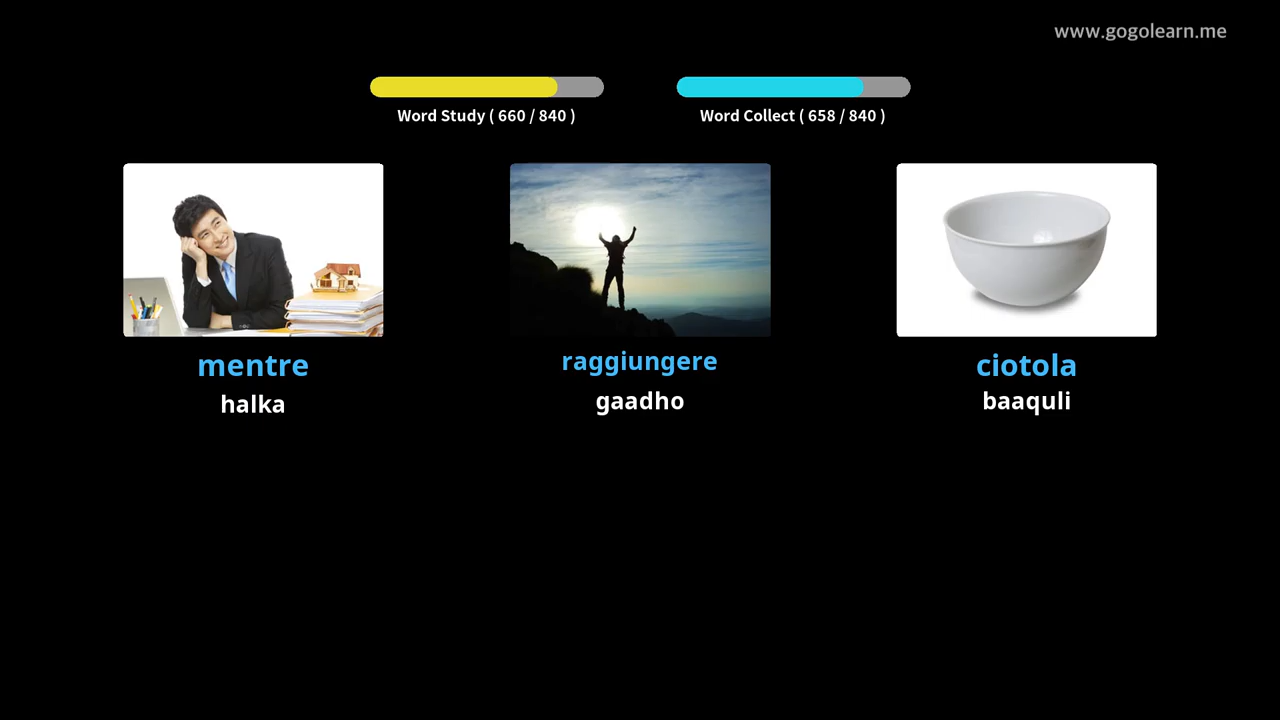 www.gogolearn.me
Word Study ( 660 / 840 )
Word Collect ( 658 / 840 )
mentre
halka
raggiungere
gaadho
ciotola
baaquli